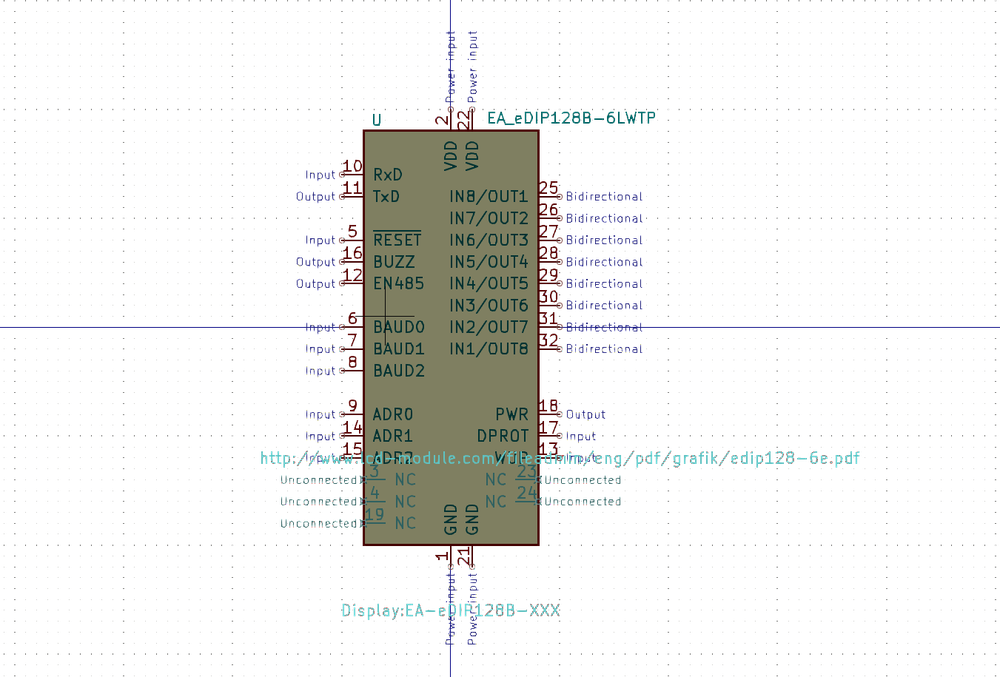 Power input
Power input
U
EA_eDIP128B-6LWTP
2
22
VDD
VDD
Input 10 RxD
Output 11 TxD
IN8/OUT1 25 Bidirectional
IN7/OUT2 26 Bidirectional
Input 5 RESET
IN6/OUT3 27 Bidirectional
Output 16 BUZZ
IN5/OUT4 28 Bidirectional
Output 12 EN485
IN4/OUT5 29 Bidirectional
IN3/OUT6 30 Bidirectional
Input 6 BAUD0
IN2/OUT7 31 Bidirectional
Input 7 BAUD1
IN1/OUT8 32 Bidirectional
Input 8 BAUD2
Input 9 ADR0
PWR 18 Output
Input 14 ADR1
DPROT 17 Input
Input 15 ADR2
13 Input
http://www.lcd-module.com/fileadmin/eng/pdf/grafik/edip128-6e.pdf
Unconnected 3 NC
NC 23 Unconnected
Unconnected 4 NC
NC 24 Unconnected
Unconnected 19 NC
GND
GND
1
21
Power input
Power input
Display:EA-eDIP128B-XXX